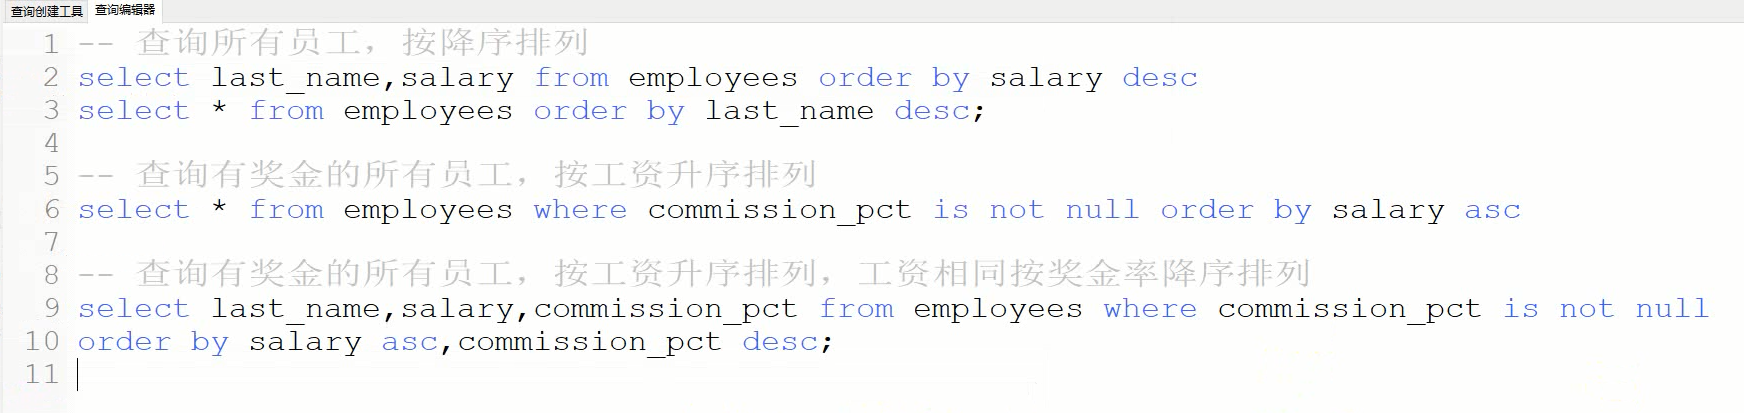 查询创建工具 查询编辑器
1 -- 查询所有员工，按降序排列
2 select last_name,salary from employees order by salary desc
3 select * from employees order by last_name desc;
4
5 -- 查询有奖金的所有员工，按工资升序排列
6 select * from employees where commission_pct is not null order by salary asc
7
8 -- 查询有奖金的所有员工，按工资升序排列，工资相同按奖金率降序排列
9 select last_name,salary,commission_pct from employees where commission_pct is not null
10 order by salary asc,commission_pct desc;
11